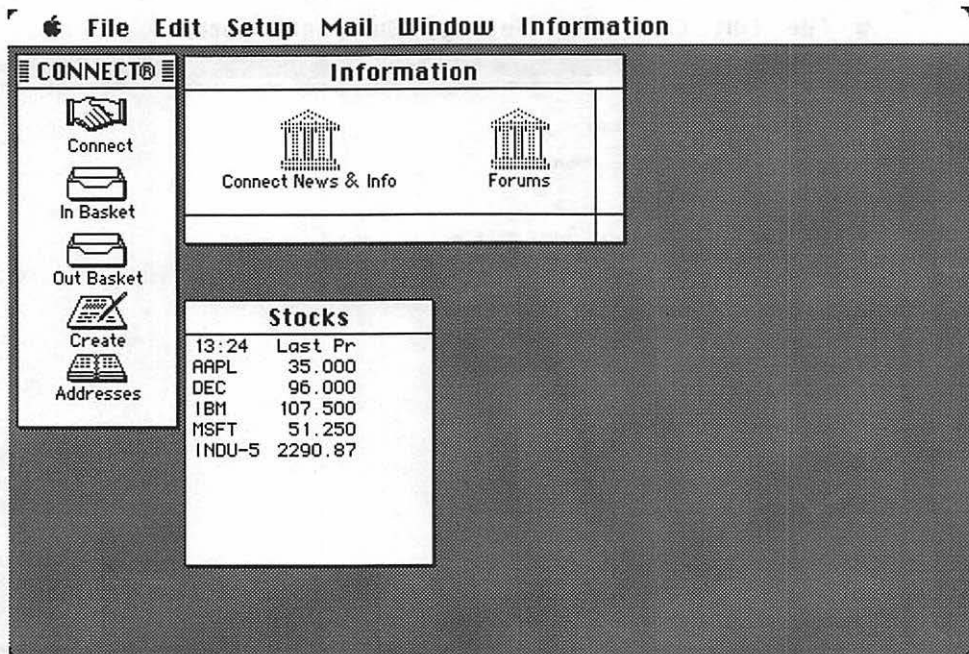 File Edit Setup Mail Window Information
CONNECT®
Connect
In Basket
Out Basket
Create
Addresses
Information
Connect News & Info
Forums
Stocks
13:24 Last Pr
AAPL 35.000
DEC 96.000
IBM 107.500
MSFT 51.250
INDU-5 2290.87